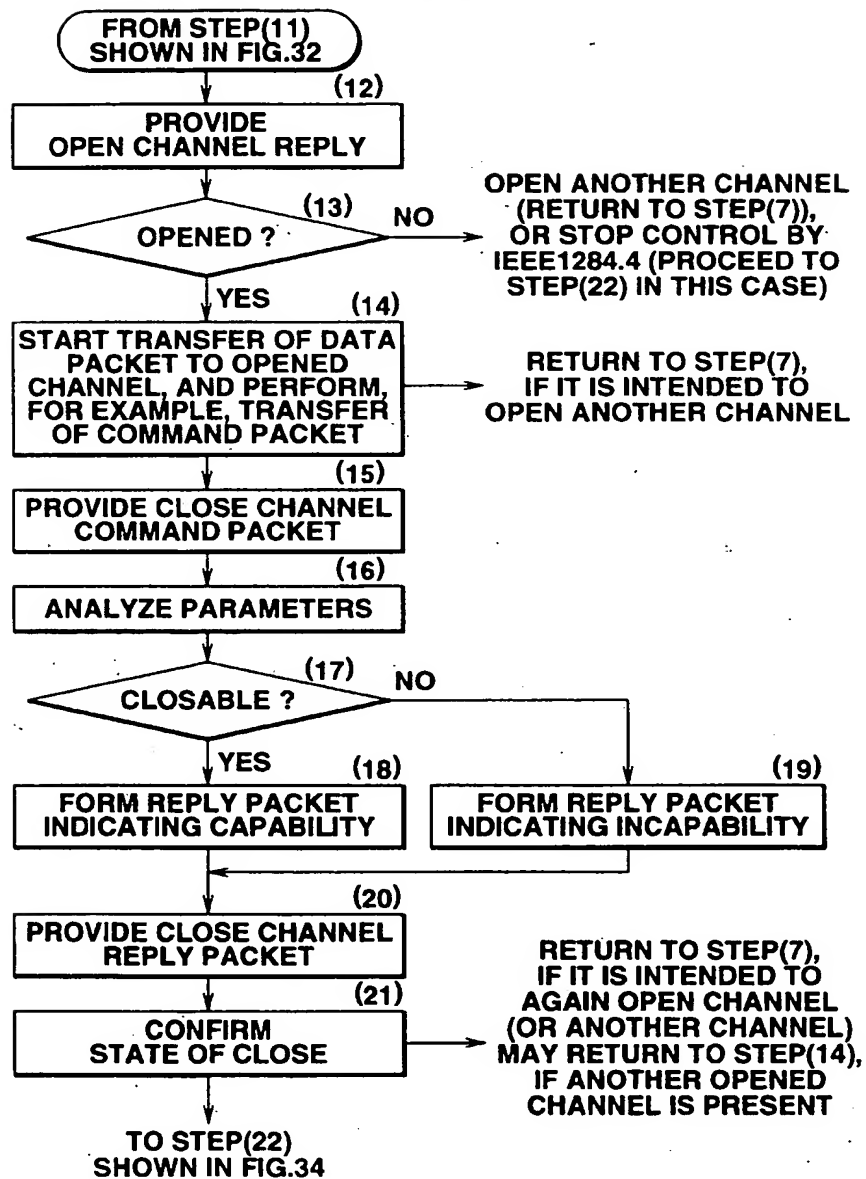 FROM STEP(11)
SHOWN IN FIG.32
(12)
PROVIDE
OPEN CHANNEL REPLY
(13)
OPENED ?
NO
OPEN ANOTHER CHANNEL
(RETURN TO STEP(7)),
OR STOP CONTROL BY
IEEE1284.4 (PROCEED TO
STEP(22) IN THIS CASE)
YES
(14)
START TRANSFER OF DATA
PACKET TO OPENED
CHANNEL, AND PERFORM,
FOR EXAMPLE, TRANSFER
OF COMMAND PACKET
RETURN TO STEP(7),
IF IT IS INTENDED TO
OPEN ANOTHER CHANNEL
(15)
PROVIDE CLOSE CHANNEL
COMMAND PACKET
(16)
ANALYZE PARAMETERS
(17)
CLOSABLE ?
NO
YES
(18)
FORM REPLY PACKET
INDICATING CAPABILITY
(19)
FORM REPLY PACKET
INDICATING INCAPABILITY
(20)
PROVIDE CLOSE CHANNEL
REPLY PACKET
(21)
CONFIRM
STATE OF CLOSE
RETURN TO STEP(7),
IF IT IS INTENDED TO
AGAIN OPEN CHANNEL
(OR ANOTHER CHANNEL)
MAY RETURN TO STEP(14),
IF ANOTHER OPENED
CHANNEL IS PRESENT
TO STEP(22)
SHOWN IN FIG.34